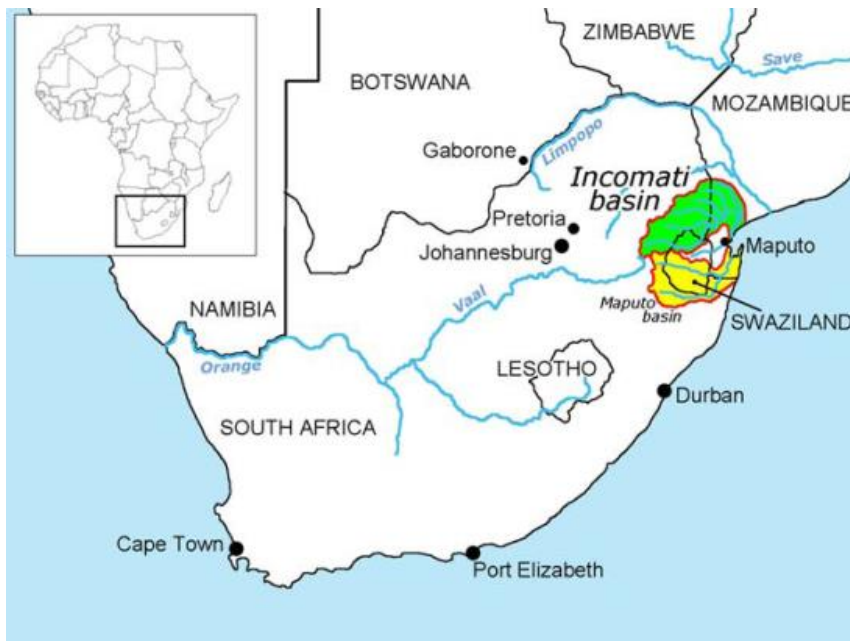 ZIMBABWE
Save
BOTSWANA
MOZAMBIQUE
Gaborone
Limpopo
Incomati
basin
Pretoria
Johannesburg
Maputo
NAMIBIA
Vaal
Maputo
basin
SWAZILAND
Orange
LESOTHO
Durban
SOUTH AFRICA
Cape Town
Port Elizabeth